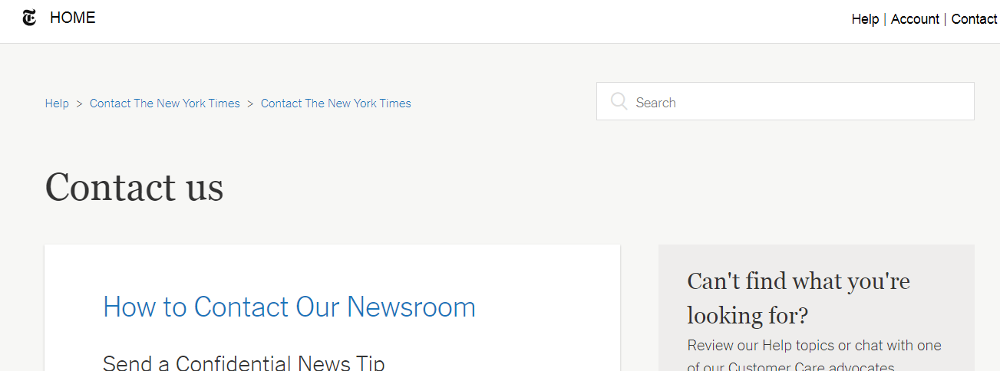 HOME
Help | Account | Contact
Help > Contact The New York Times > Contact The New York Times
Search
Contact us
How to Contact Our Newsroom
Send a Confidential News Tip
Can't find what you're
looking for?
Review our Help topics or chat with one
of our Customer Care advocates